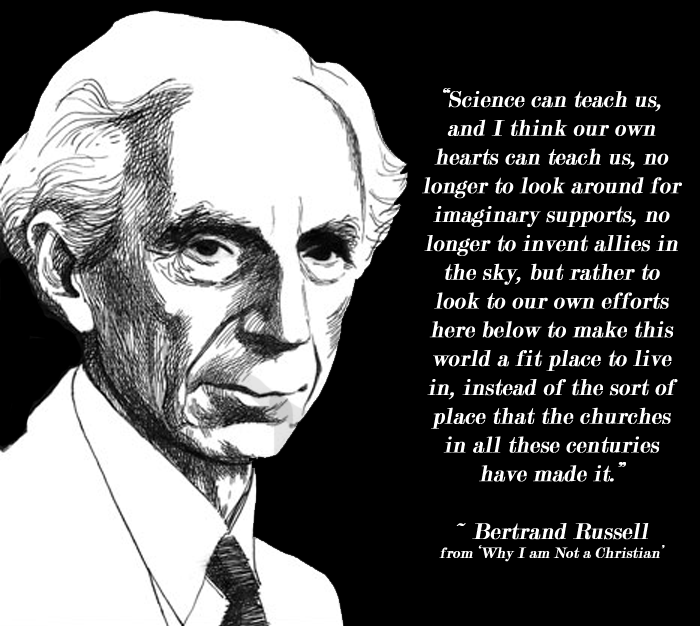 “Science can teach us,
and I think our own
hearts can teach us, no
longer to look around for
imaginary supports, no
longer to invent allies in
the sky, but rather to
look to our own efforts
here below to make this
world a fit place to live
in, instead of the sort of
place that the churches
in all these centuries
have made it.”
~ Bertrand Russell
from ‘Why I am Not a Christian’